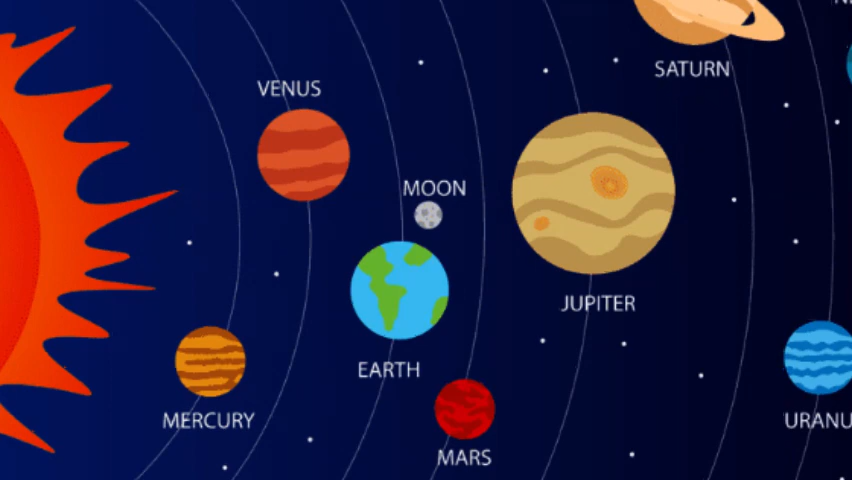 SATURN
VENUS
MOON
JUPITER
EARTH
MERCURY
URANU
MARS